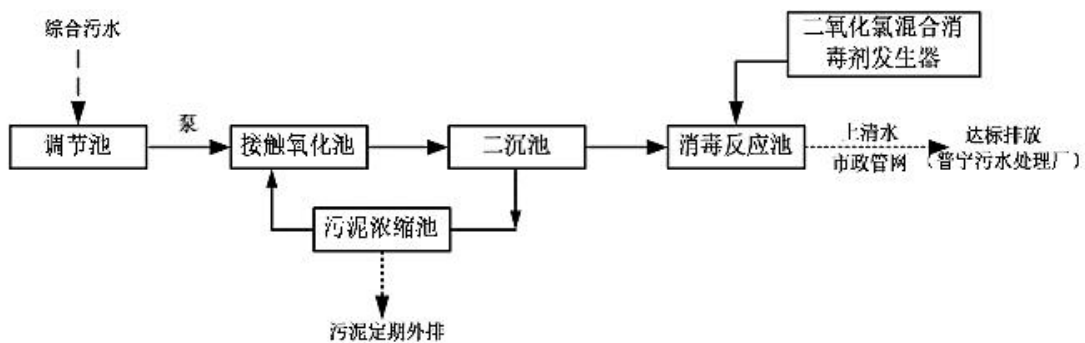 综合污水
二氧化氯混合消
毒剂发生器
调节池
泵
接触氧化池
二沉池
消毒反应池
上清水
市政管网
达标排放
（普宁污水处理厂）
污泥浓缩池
污泥定期外排